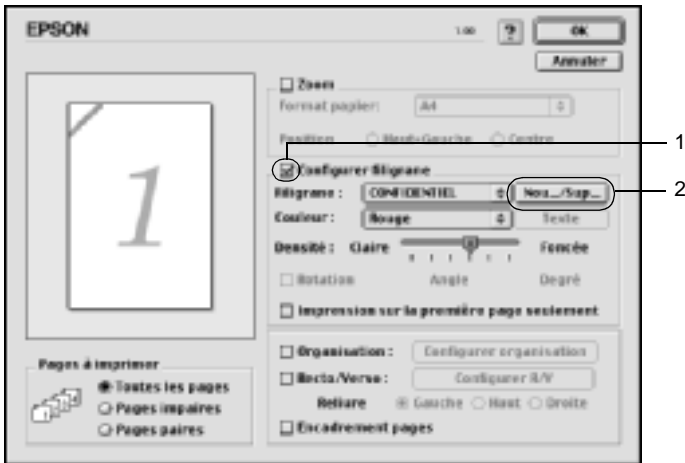 EPSON
1.00
?
OK
Annuler
Zoom
Format papier:
A4
Position
Haut-Gauche
Centre
1
Configurer filigrane
Filigrane :
CONFIDENTIEL
Nou.../Sup...
2
Couleur :
Rouge
Texte
Densité :
Claire
Foncée
Rotation
Angle
Degré
Impression sur la première page seulement
1
Organisation :
Configurer organisation
Recto/Verso :
Configurer R/V
Reliure
Gauche
Haut
Droite
Encadrement pages
Pages à imprimer
Toutes les pages
Pages impaires
Pages paires